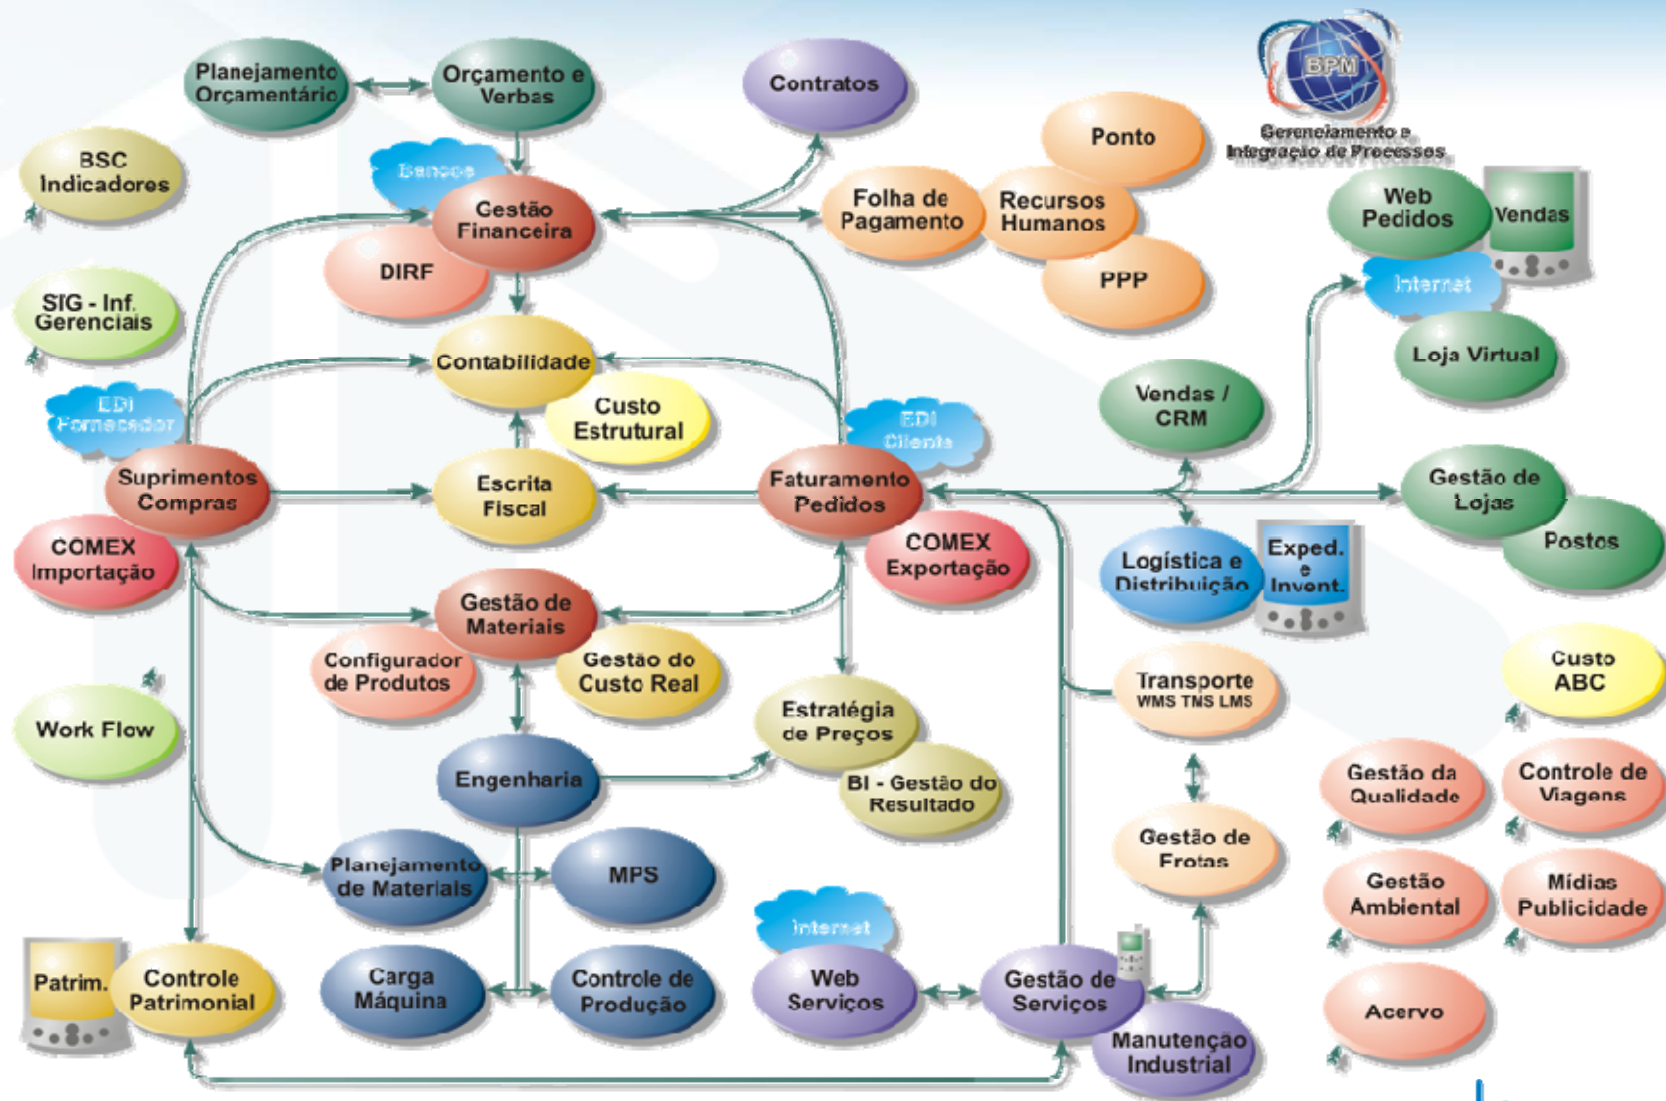 Planejamento
Orçamentário
Orçamento e
Verbas
Contratos
BPM
Gerenciamento e
Integração de Processos
BSC
Indicadores
Bancos
Gestão
Financeira
DIRF
Ponto
Folha de
Pagamento
Recursos
Humanos
PPP
Web
Pedidos
Vendas
Internet
Loja Virtual
SIG - Inf.
Gerenciais
Contabilidade
Custo
Estrutural
EDI
Fornecedor
Suprimentos
Compras
COMEX
Importação
Escrita
Fiscal
EDI
Cliente
Faturamento
Pedidos
COMEX
Exportação
Vendas /
CRM
Gestão de
Lojas
Postos
Logística e
Distribuição
Exped.
e
Invent.
Gestão de
Materiais
Configurador
de Produtos
Gestão do
Custo Real
Work Flow
Engenharia
Estratégia
de Preços
BI - Gestão do
Resultado
Transporte
WMS TMS LMS
Custo
ABC
Gestão da
Qualidade
Controle de
Viagens
Gestão de
Frotas
Planejamento
de Materiais
MPS
Gestão
Ambiental
Mídias
Publicidade
Patrim.
Controle
Patrimonial
Carga
Máquina
Controle de
Produção
Internet
Web
Serviços
Gestão de
Serviços
Manutenção
Industrial
Acervo